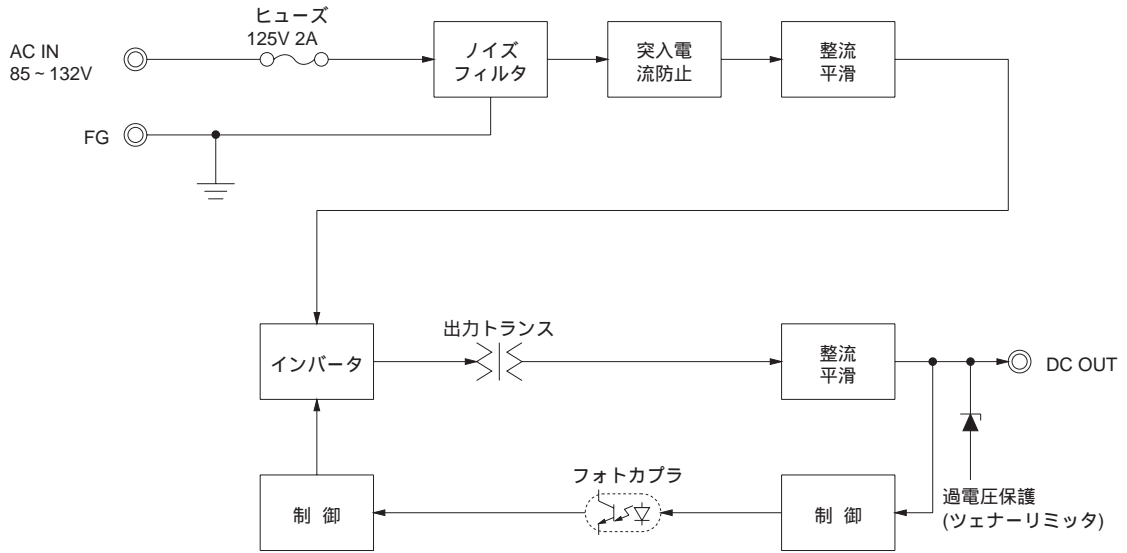 ヒューズ
125V 2A
AC IN
85 ~ 132V
ノイズ
フィルタ
突入電
流防止
整流
平滑
FG
インバータ
出力トランス
整流
平滑
DC OUT
制 御
フォトカプラ
制 御
過電圧保護
(ツェナーリミッタ)